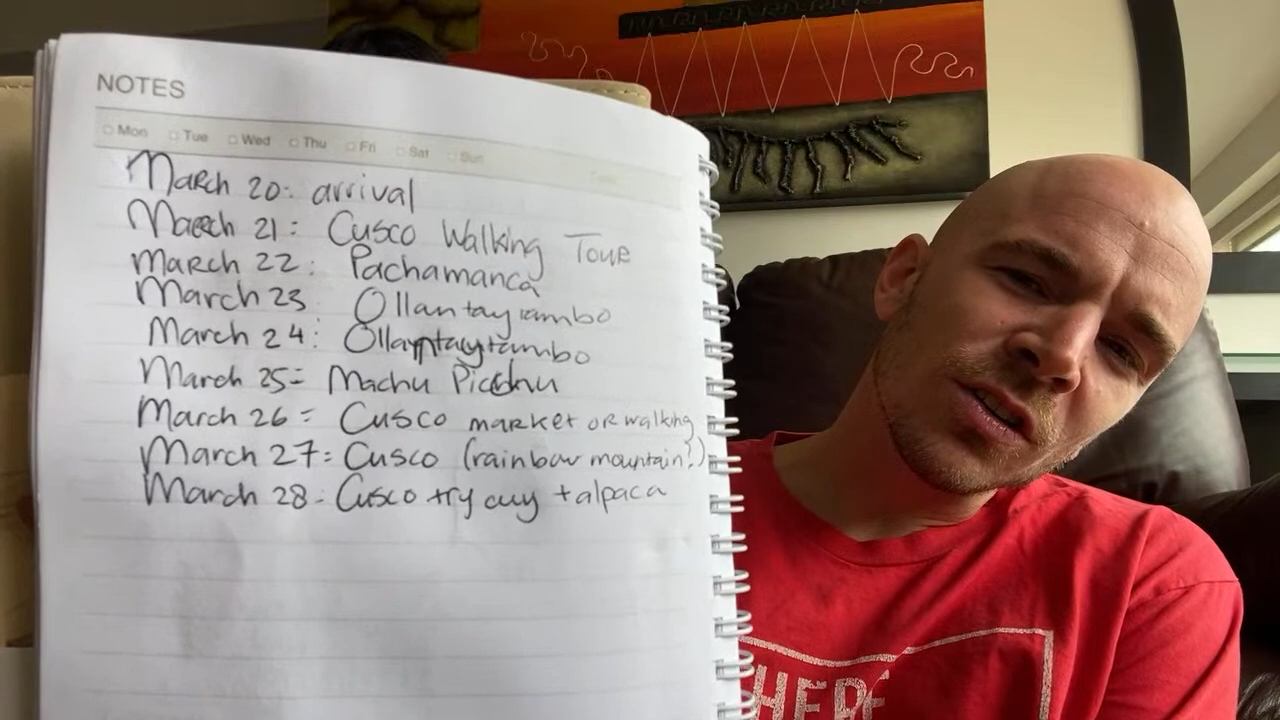 NOTES
Mon Tue Wed Thu Fri Sat Sun
March 20: arrival
March 21: Cusco Walking Tour
March 22: Pachamanca
March 23 Ollantaytambo
March 24: Ollayntaytambo
March 25= Machu Picchu
March 26= Cusco market or walking
March 27= Cusco (rainbow mountain?)
March 28- Cusco try cuy + alpaca
HERE